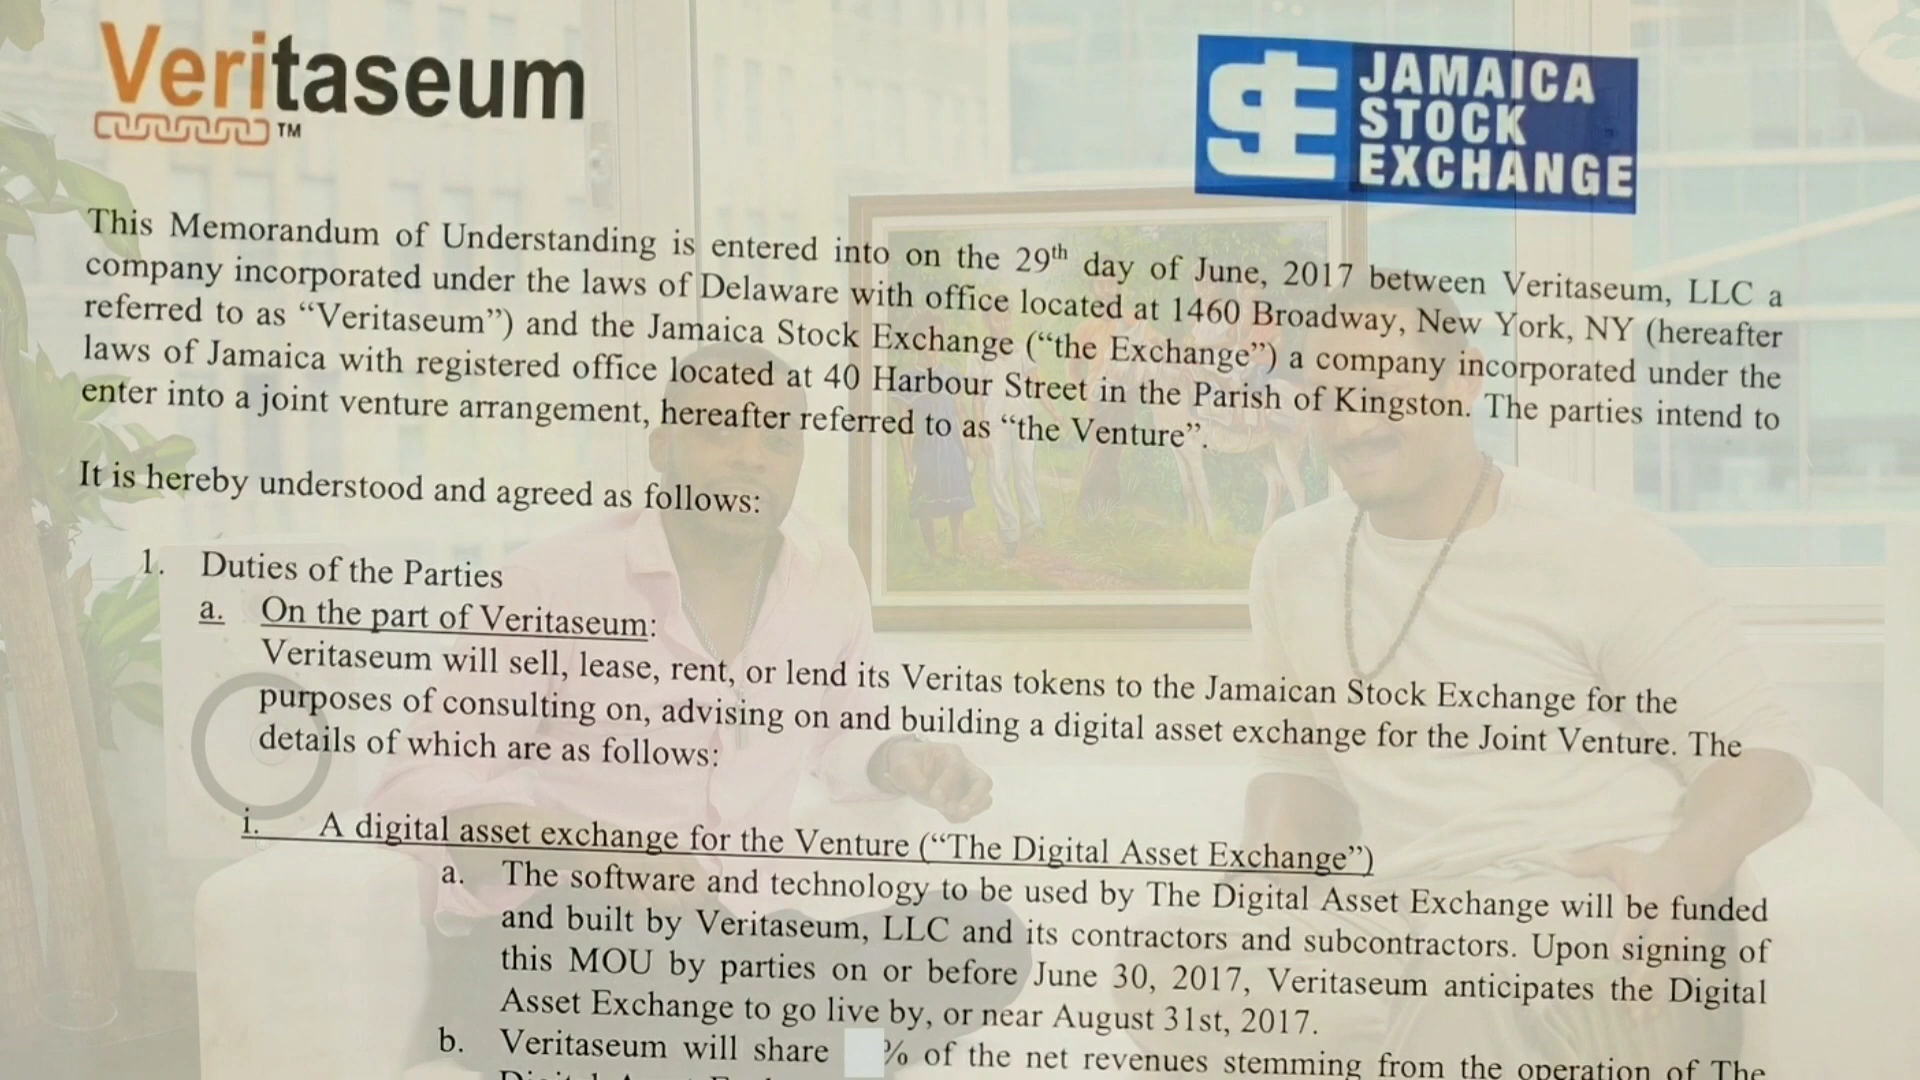 Veritaseum
TM
JAMAICA
STOCK
EXCHANGE
This Memorandum of Understanding is entered into on the 29th day of June, 2017 between Veritaseum, LLC a
company incorporated under the laws of Delaware with office located at 1460 Broadway, New York, NY (hereafter
referred to as “Veritaseum”) and the Jamaica Stock Exchange (“the Exchange”) a company incorporated under the
laws of Jamaica with registered office located at 40 Harbour Street in the Parish of Kingston. The parties intend to
enter into a joint venture arrangement, hereafter referred to as “the Venture”.
It is hereby understood and agreed as follows:
1. Duties of the Parties
a. On the part of Veritaseum:
Veritaseum will sell, lease, rent, or lend its Veritas tokens to the Jamaican Stock Exchange for the
purposes of consulting on, advising on and building a digital asset exchange for the Joint Venture. The
details of which are as follows:
i. A digital asset exchange for the Venture (“The Digital Asset Exchange”)
a. The software and technology to be used by The Digital Asset Exchange will be funded
and built by Veritaseum, LLC and its contractors and subcontractors. Upon signing of
this MOU by parties on or before June 30, 2017, Veritaseum anticipates the Digital
Asset Exchange to go live by, or near August 31st, 2017.
b. Veritaseum will share % of the net revenues stemming from the operation of The